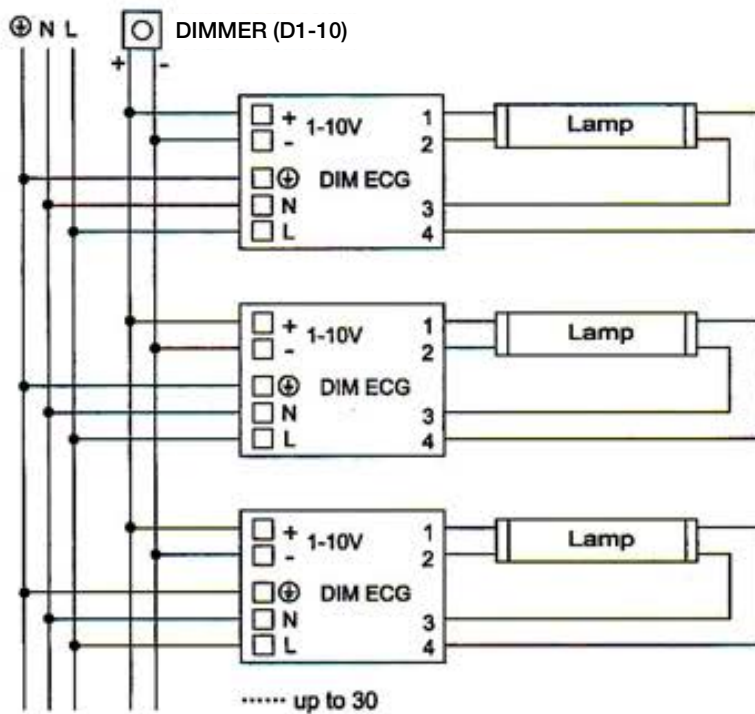 ⏚ N L DIMMER (D1-10)
+ -
+ 1-10V 1
- 2
Lamp
⏚ DIM ECG
N 3
L 4
+ 1-10V 1
- 2
Lamp
⏚ DIM ECG
N 3
L 4
+ 1-10V 1
- 2
Lamp
⏚ DIM ECG
N 3
L 4
...... up to 30